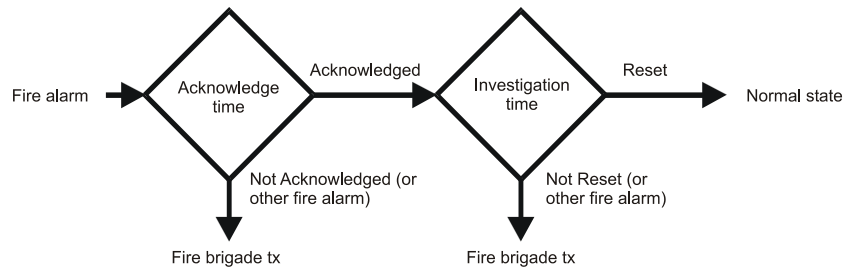 Fire alarm
Acknowledge
time
Acknowledged
Investigation
time
Reset
Normal state
Not Acknowledged (or
other fire alarm)
Not Reset (or
other fire alarm)
Fire brigade tx
Fire brigade tx